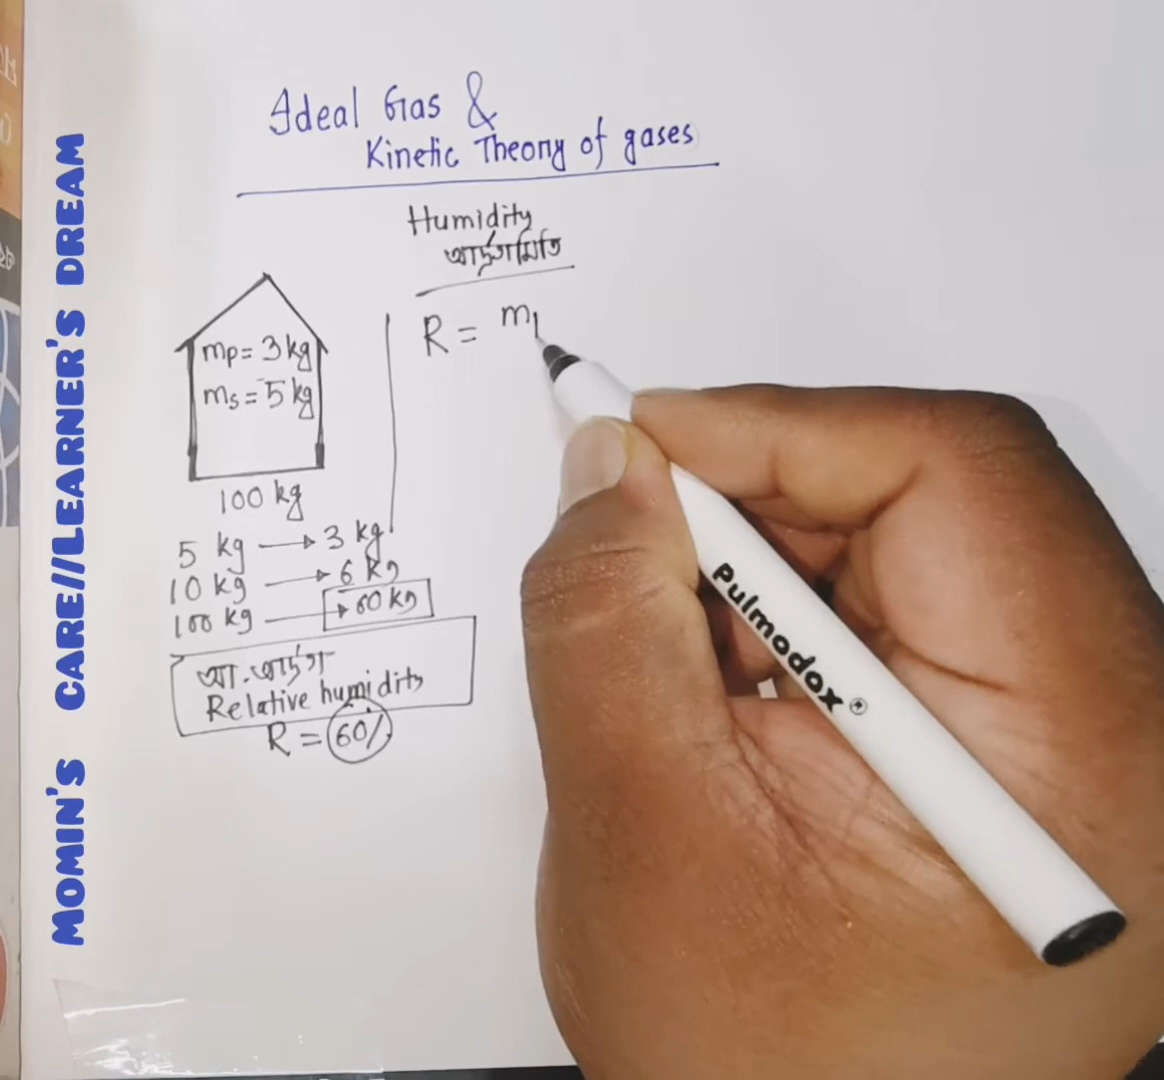 MOMIN'S CARE//LEARNER'S DREAM
Ideal Gas &
Kinetic Theory of gases
Humidity
আর্দ্রতামিতি
R = m
mp = 3 kg
ms = 5 kg
100 kg
5 kg → 3 kg
10 kg → 6 kg
100 kg → 60 kg
আ. আর্দ্রতা
Relative humidity
R = 60%
Pulmodox®